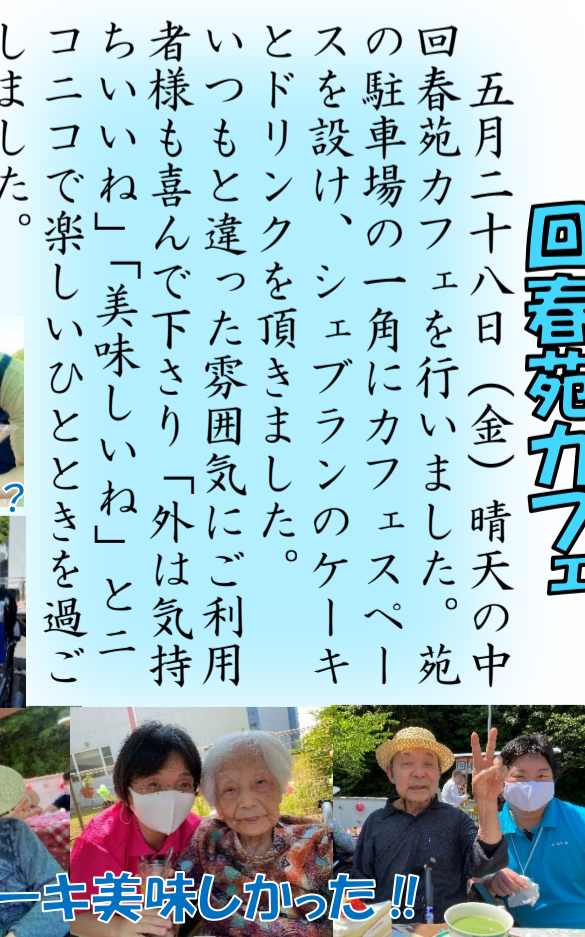 回春苑カフェ
五月二十八日（金）晴天の中
回春苑カフェを行いました。苑
の駐車場の一角にカフェスペー
スを設け、シェブランのケーキ
とドリンクを頂きました。
いつもと違った雰囲気にご利用
者様も喜んで下さり「外は気持
ちいいね」「美味しいね」とニ
コニコで楽しいひとときを過ご
しました。
？
ーキ美味しかった‼